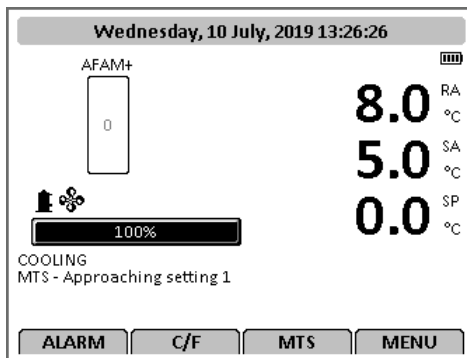 Wednesday, 10 July, 2019 13:26:26
AFAM+
0
8.0 RA °C
5.0 SA °C
0.0 SP °C
100%
COOLING
MTS - Approaching setting 1
ALARM C/F MTS MENU